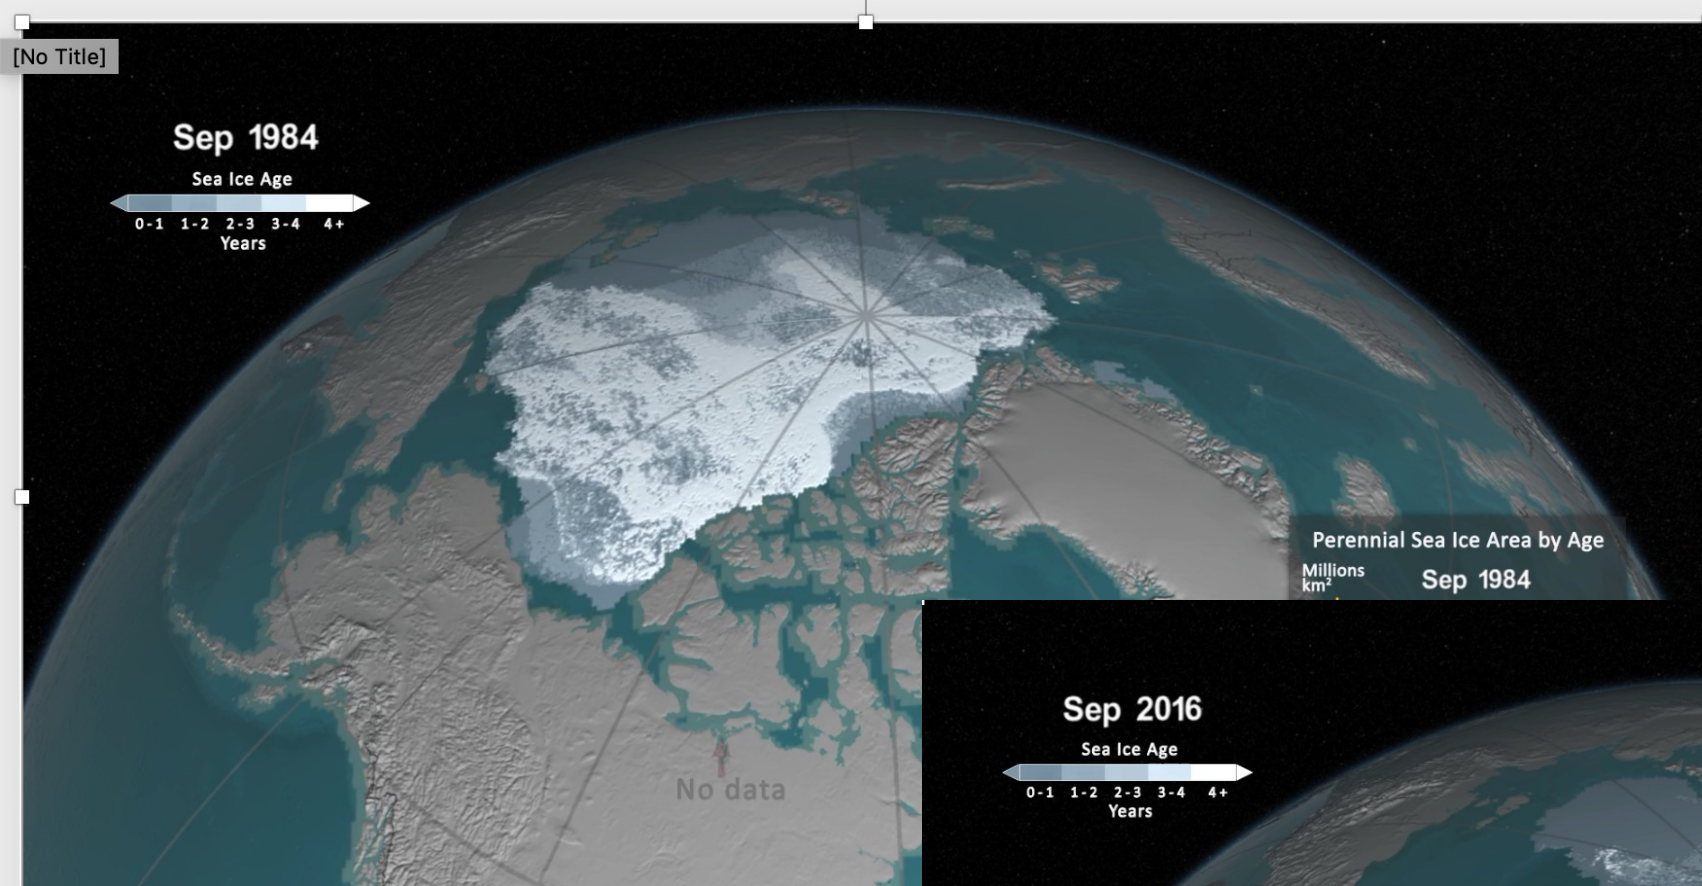 [No Title]
Sep 1984
Sea Ice Age
0-1 1-2 2-3 3-4 4+
Years
Perennial Sea Ice Area by Age
Millions
km²
Sep 1984
No data
Sep 2016
Sea Ice Age
0-1 1-2 2-3 3-4 4+
Years